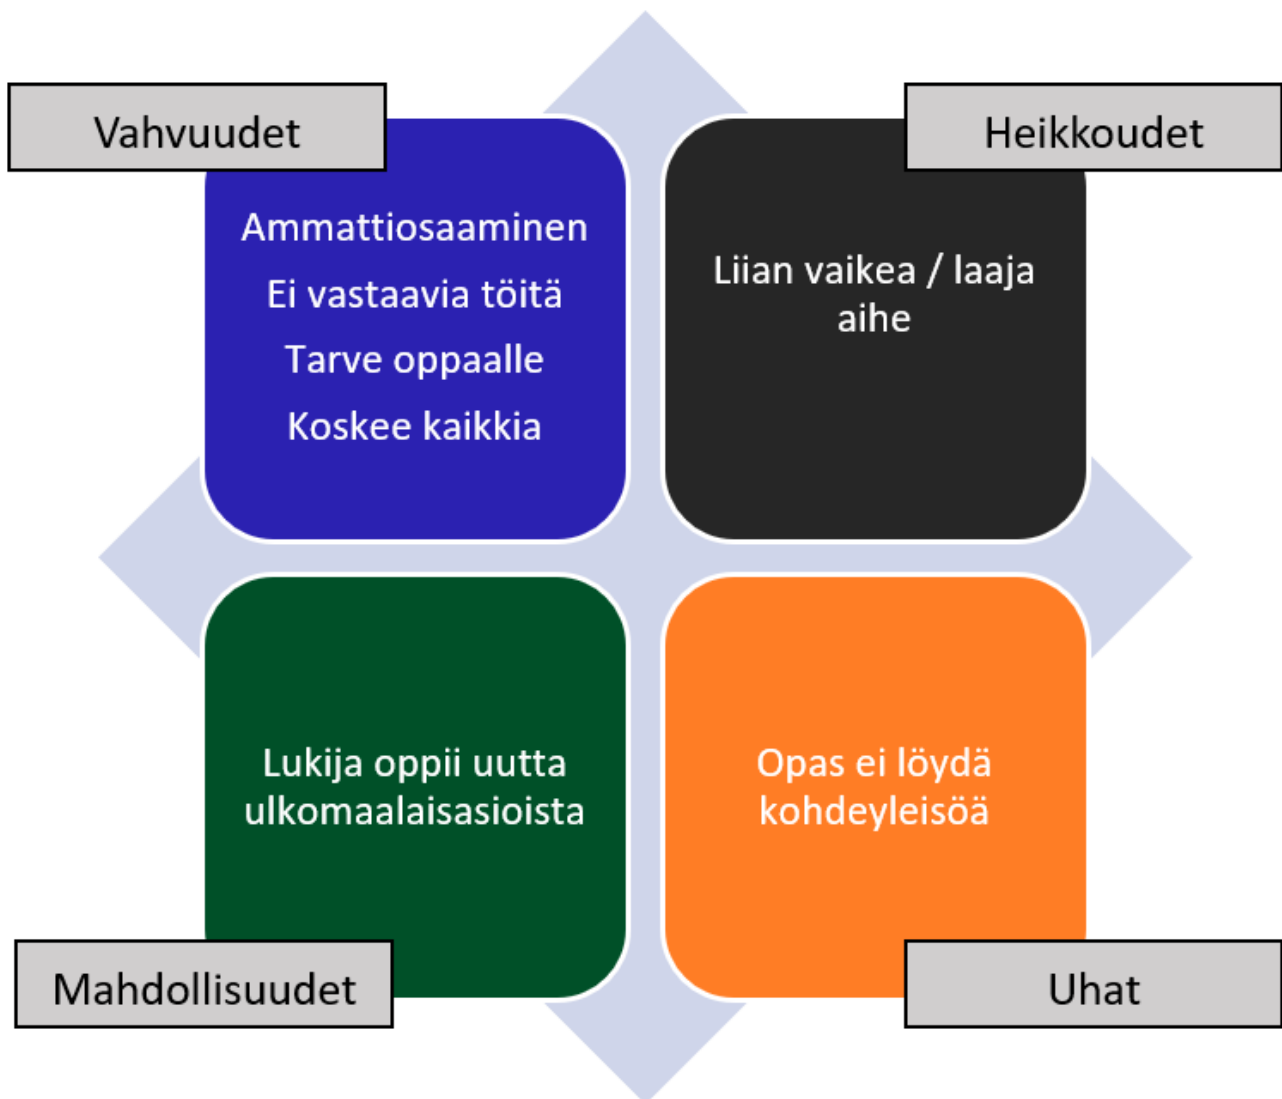 Vahvuudet
Ammattiosaaminen
Ei vastaavia töitä
Tarve oppaalle
Koskee kaikkia
Heikkoudet
Liian vaikea / laaja
aihe
Lukija oppii uutta
ulkomaalaisasioista
Mahdollisuudet
Opas ei löydä
kohdeyleisöä
Uhat